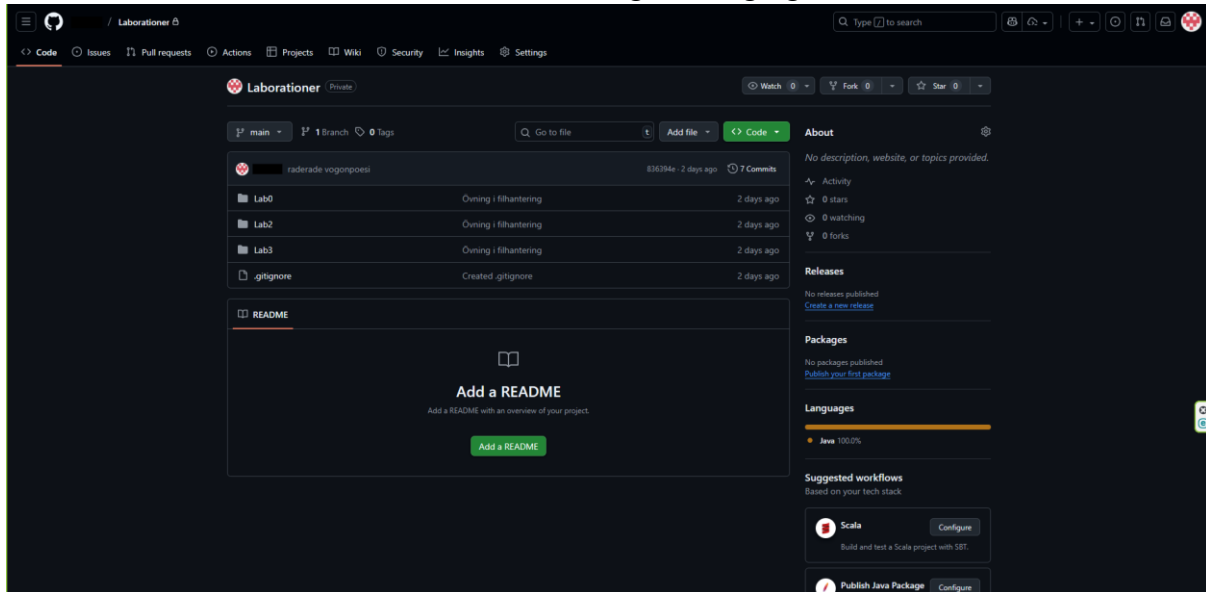 / Laborationer
Type / to search
Code Issues Pull requests Actions Projects Wiki Security Insights Settings
Laborationer Private
Watch 0 Fork 0 Star 0
main 1 Branch 0 Tags Go to file t Add file Code
raderade vogonpoesi 836394e · 2 days ago 7 Commits
Lab0 Övning i filhantering 2 days ago
Lab2 Övning i filhantering 2 days ago
Lab3 Övning i filhantering 2 days ago
.gitignore Created .gitignore 2 days ago
README
Add a README
Add a README with an overview of your project.
Add a README
About
No description, website, or topics provided.
Activity
0 stars
0 watching
0 forks
Releases
No releases published
Create a new release
Packages
No packages published
Publish your first package
Languages
Java 100.0%
Suggested workflows
Based on your tech stack
Scala Configure
Build and test a Scala project with SBT.
Publish Java Package Configure